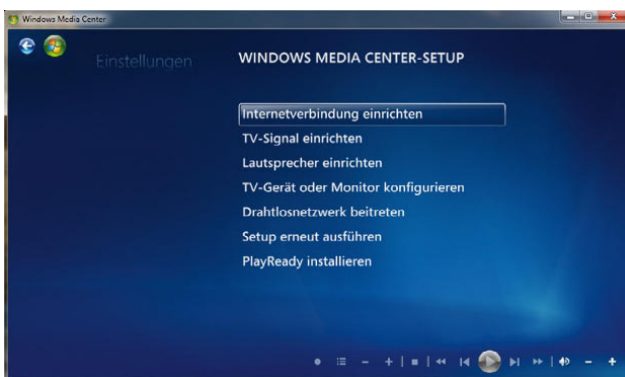 Windows Media Center
Einstellungen
WINDOWS MEDIA CENTER-SETUP
Internetverbindung einrichten
TV-Signal einrichten
Lautsprecher einrichten
TV-Gerät oder Monitor konfigurieren
Drahtlosnetzwerk beitreten
Setup erneut ausführen
PlayReady installieren